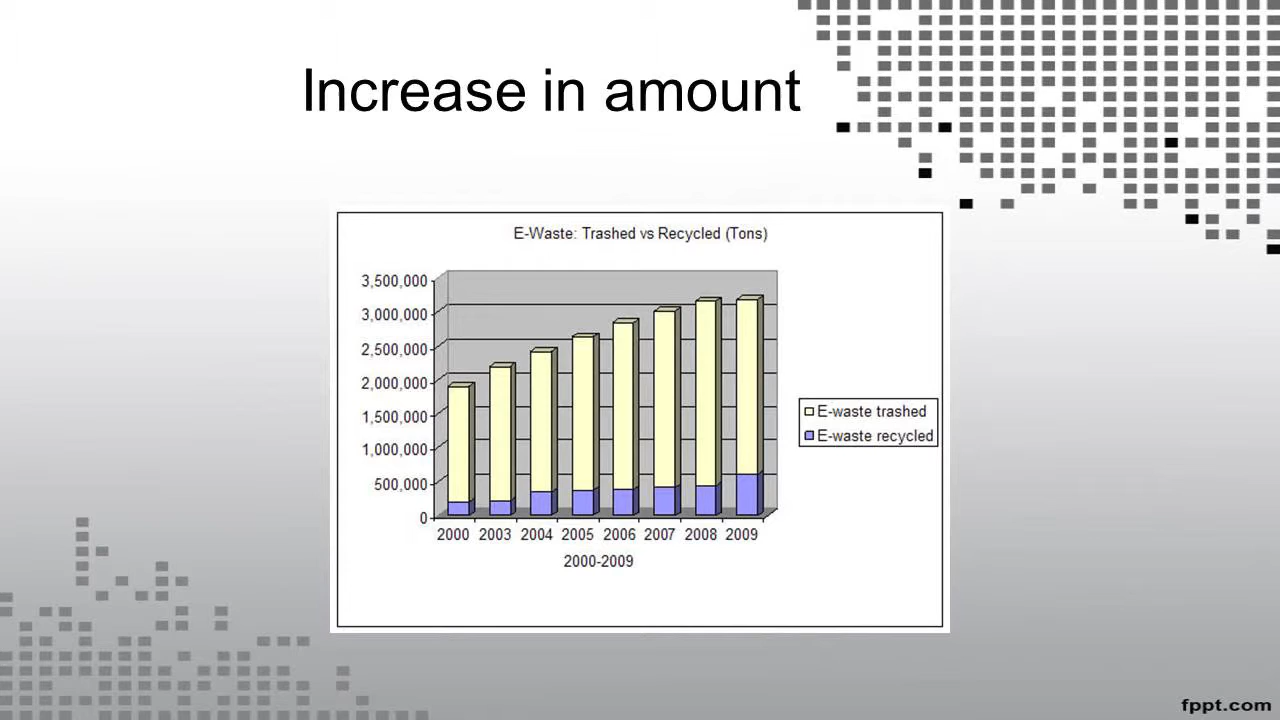 Increase in amount
E-Waste: Trashed vs Recycled (Tons)
3,500,000
3,000,000
2,500,000
2,000,000
1,500,000
1,000,000
500,000
0
E-waste trashed
E-waste recycled
2000 2003 2004 2005 2006 2007 2008 2009
2000-2009
fppt.com